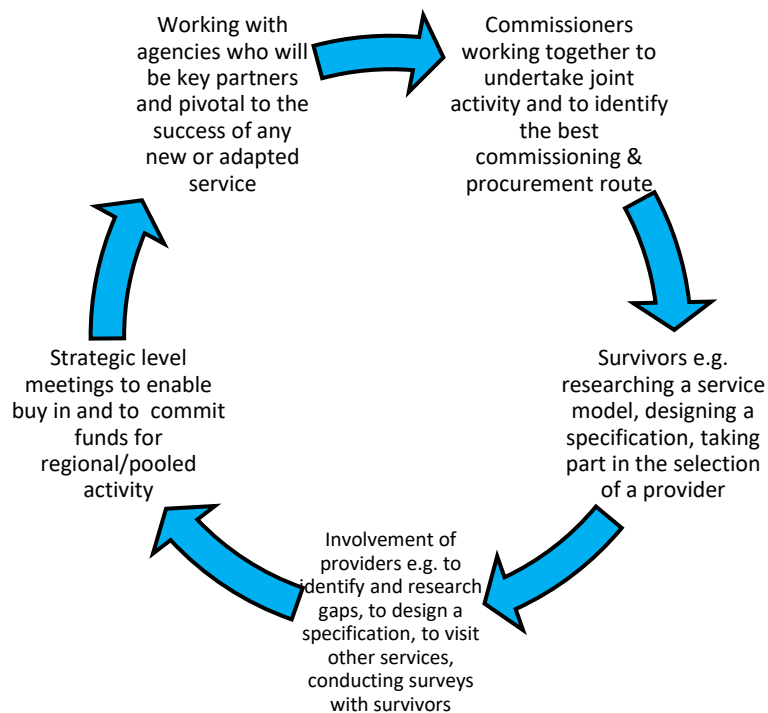 Working with
agencies who will
be key partners
and pivotal to the
success of any
new or adapted
service
Commissioners
working together to
undertake joint
activity and to identify
the best
commissioning &
procurement route
Survivors e.g.
researching a service
model, designing a
specification, taking
part in the selection
of a provider
Involvement of
providers e.g. to
identify and research
gaps, to design a
specification, to visit
other services,
conducting surveys
with survivors
Strategic level
meetings to enable
buy in and to commit
funds for
regional/pooled
activity